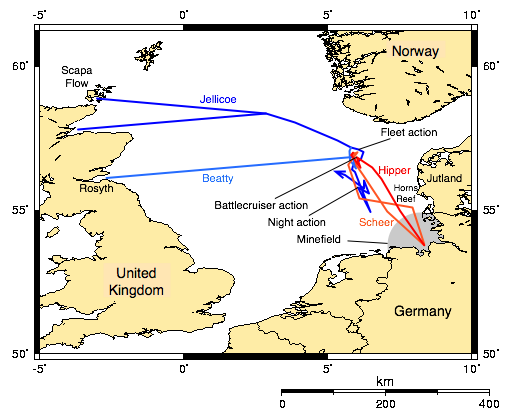 -5°
0°
5°
10°
60°
60°
Norway
Scapa
Flow
Jellicoe
Fleet action
Hipper
Beatty
Jutland
Rosyth
Horns
Reef
Battlecruiser action
55°
55°
Night action
Scheer
Minefield
United
Kingdom
Germany
50°
50°
-5°
0°
5°
10°
km
0
200
400